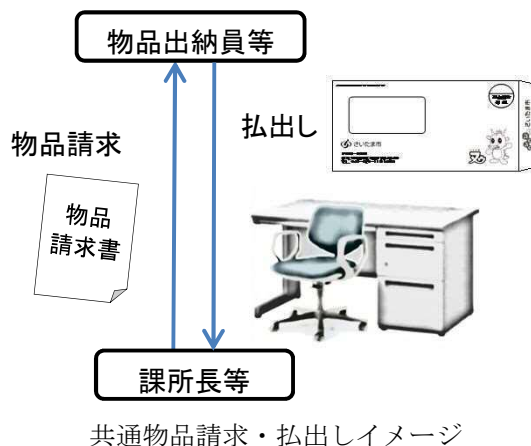 物品出納員等
払出し
物品請求
さいたま市
物品
請求書
課所長等
共通物品請求・払出しイメージ